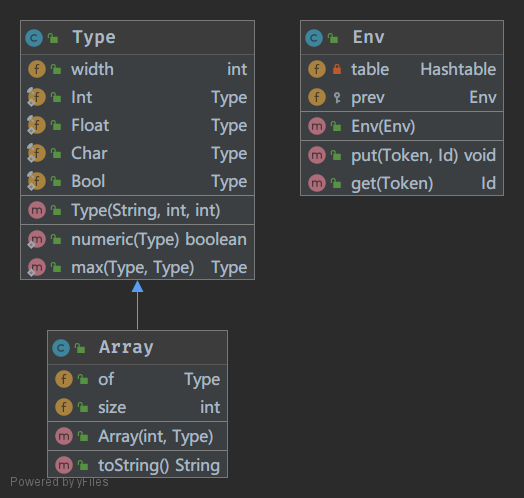 Type
width int
Int Type
Float Type
Char Type
Bool Type
Type(String, int, int)
numeric(Type) boolean
max(Type, Type) Type
Env
table Hashtable
prev Env
Env(Env)
put(Token, Id) void
get(Token) Id
Array
of Type
size int
Array(int, Type)
toString() String
Powered by yFiles